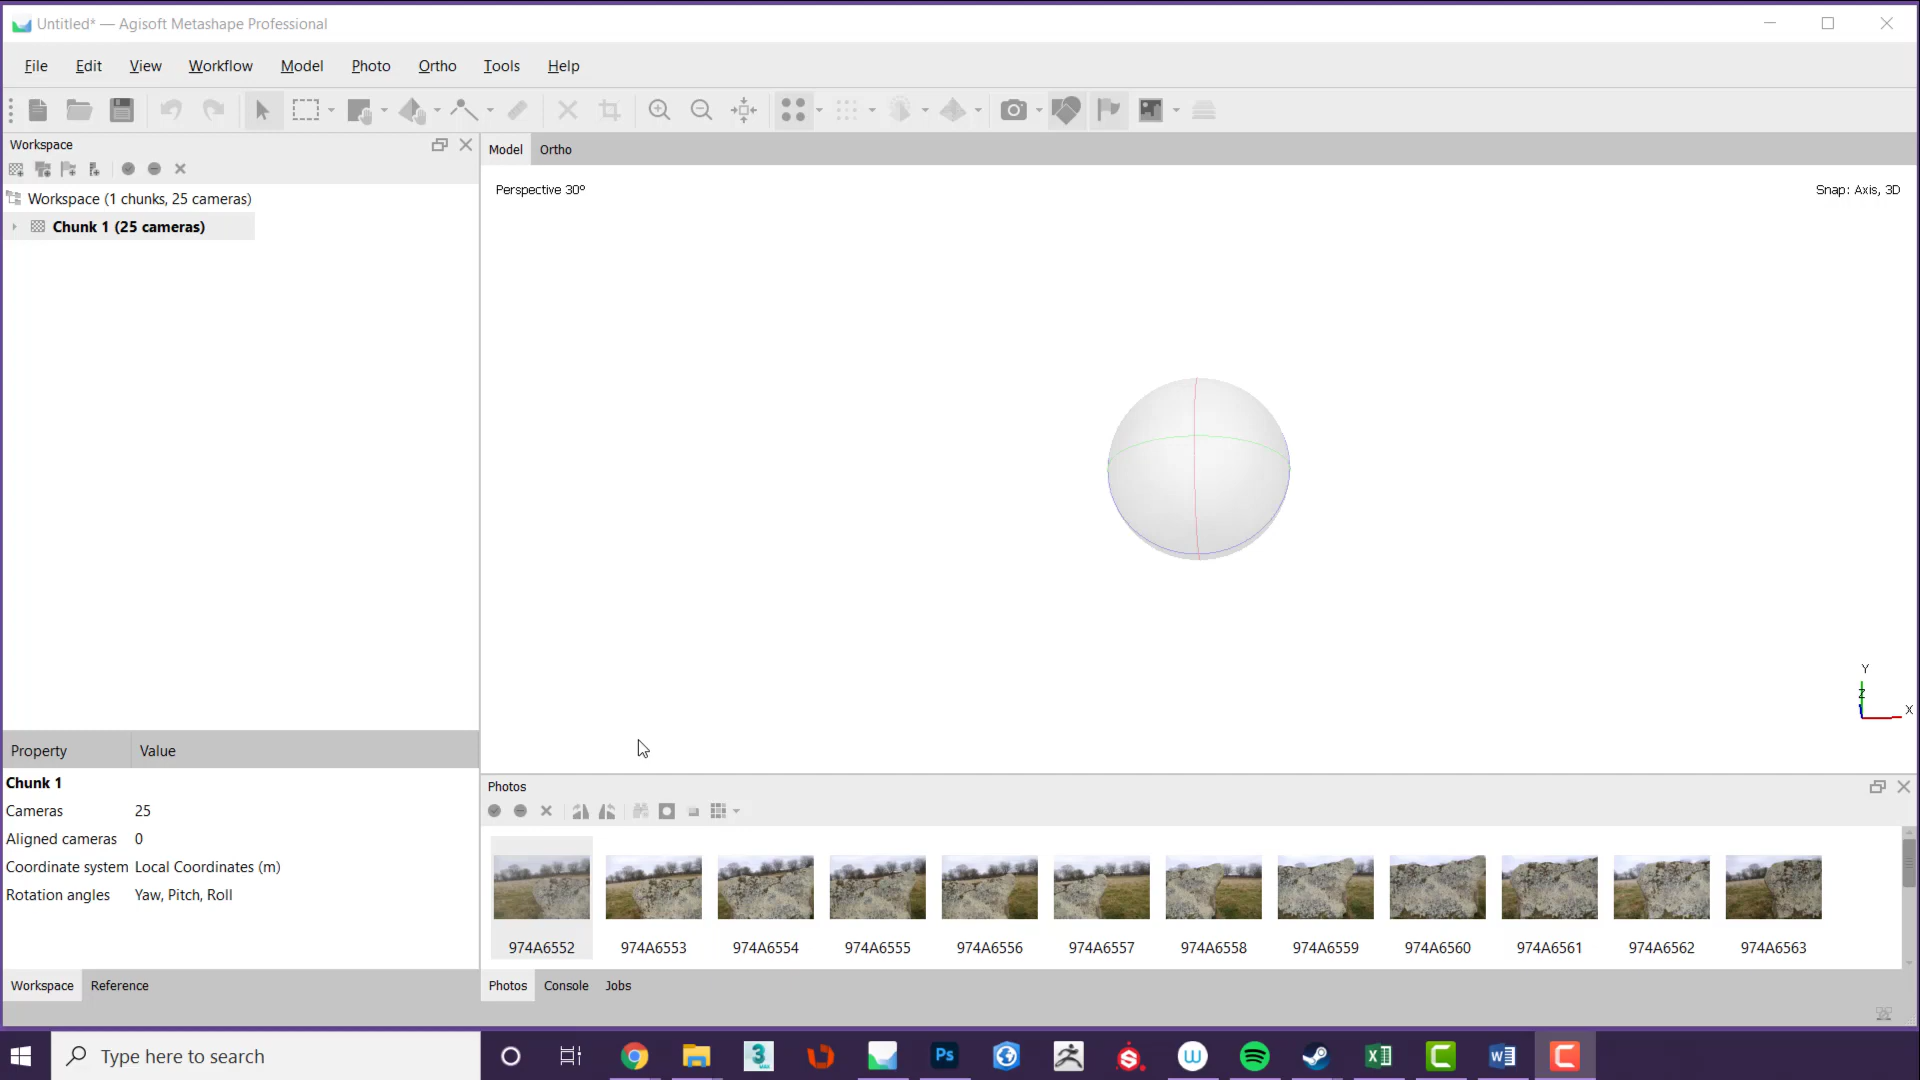 Untitled* — Agisoft Metashape Professional
File Edit View Workflow Model Photo Ortho Tools Help
Workspace
Model Ortho
Perspective 30°
Snap: Axis, 3D
Workspace (1 chunks, 25 cameras)
Chunk 1 (25 cameras)
Y
Z
X
Property Value
Chunk 1
Cameras 25
Aligned cameras 0
Coordinate system Local Coordinates (m)
Rotation angles Yaw, Pitch, Roll
Photos
974A6552 974A6553 974A6554 974A6555 974A6556 974A6557 974A6558 974A6559 974A6560 974A6561 974A6562 974A6563
Workspace Reference
Photos Console Jobs
Type here to search